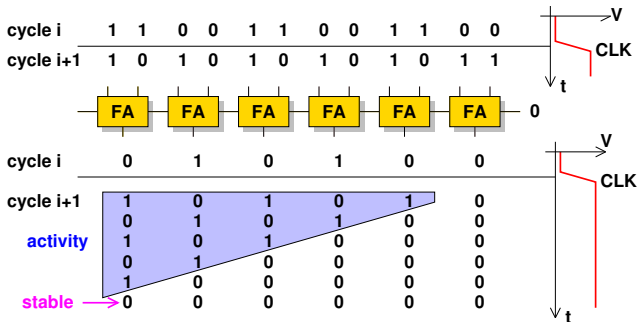 V
cycle i 1 1 0 0 1 1 0 0 1 1 0 0
CLK
cycle i+1 1 0 1 0 1 0 1 0 1 0 1 1
t
FA FA FA FA FA FA 0
V
cycle i 0 1 0 1 0 0
CLK
cycle i+1 1 0 1 0 1 0
0 1 0 1 0 0
activity 1 0 1 0 0 0
0 1 0 0 0 0
1 0 0 0 0 0
stable 0 0 0 0 0 0
t